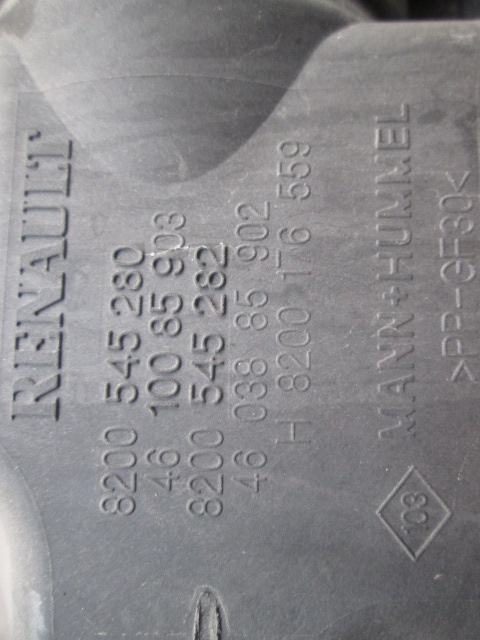 RENAULT
8200 545 280
46 100 85 903
8200 545 282
46 038 85 902
H 8200 176 559
MANN+HUMMEL
103
>PP-GF30<